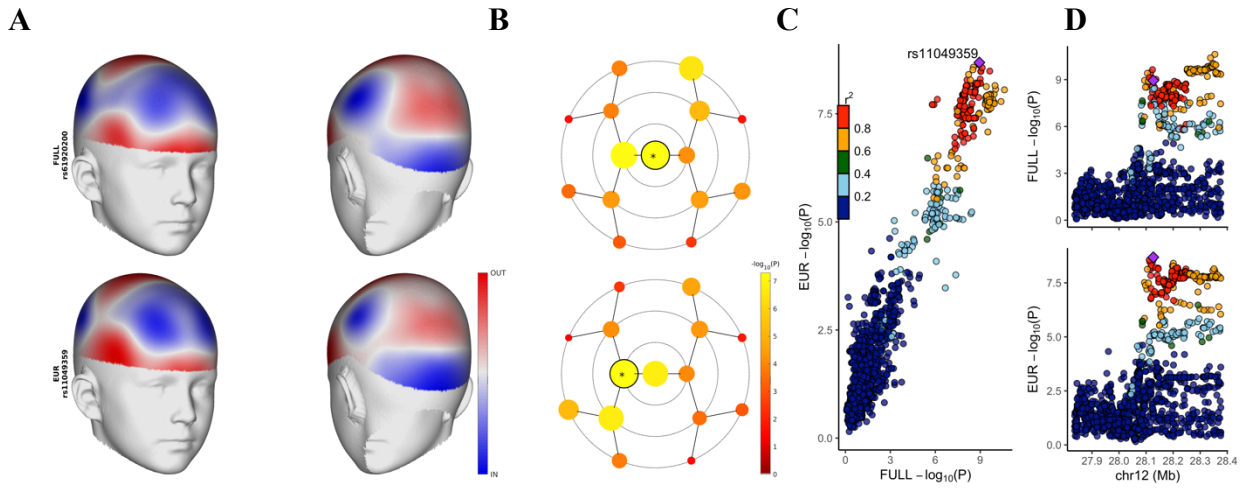 A
B
C
D
FULL
rs61920200
EUR
rs11049359
OUT
IN
*
*
-log10(P)
7
6
5
4
3
2
1
0
rs11049359
r²
0.8
0.6
0.4
0.2
EUR −log10(P)
7.5
5.0
2.5
0.0
0
3
6
9
FULL −log10(P)
FULL −log10(P)
9
6
3
0
EUR −log10(P)
7.5
5.0
2.5
0.0
27.9 28.0 28.1 28.2 28.3 28.4
chr12 (Mb)